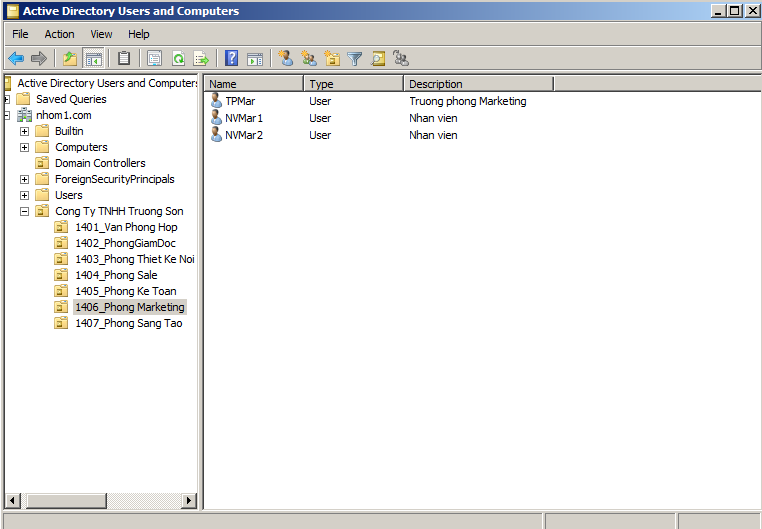 Active Directory Users and Computers
File Action View Help
Active Directory Users and Computer
Saved Queries
nhom1.com
Builtin
Computers
Domain Controllers
ForeignSecurityPrincipals
Users
Cong Ty TNHH Truong Son
1401_Van Phong Hop
1402_PhongGiamDoc
1403_Phong Thiet Ke Noi
1404_Phong Sale
1405_Phong Ke Toan
1406_Phong Marketing
1407_Phong Sang Tao
Name Type Description
TPMar User Truong phong Marketing
NVMar1 User Nhan vien
NVMar2 User Nhan vien